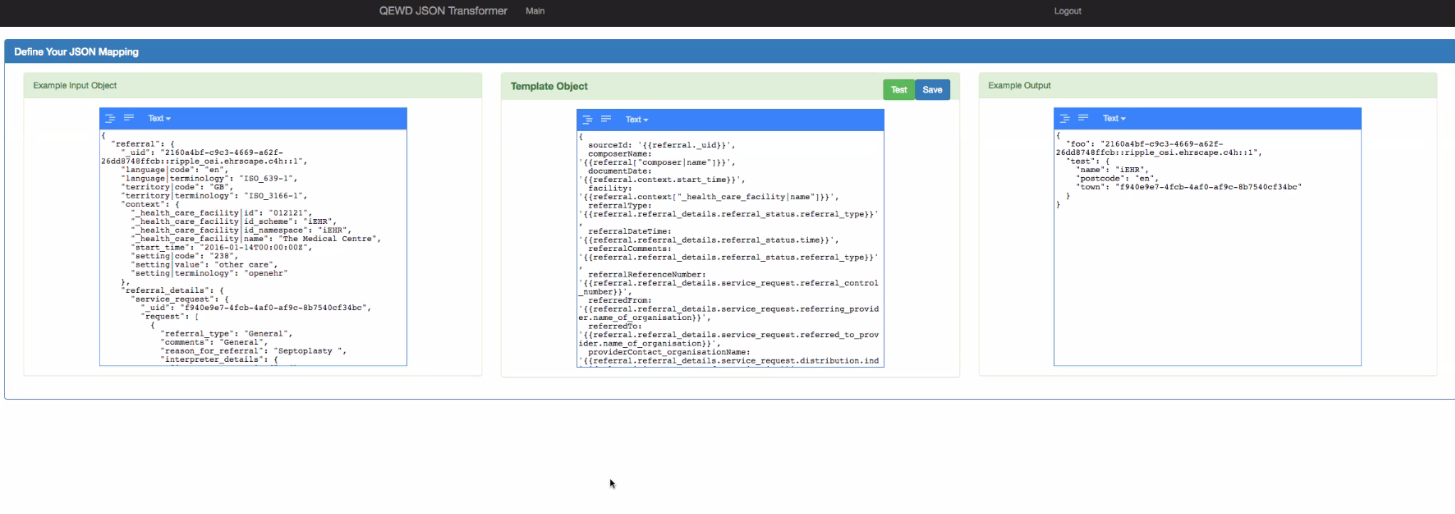 QEWD JSON Transformer Main Logout
Define Your JSON Mapping
Example Input Object
Text
{
"referral": {
"_uid": "2160a4bf-c9c3-4669-a62f-
26dd8748ffcb::ripple_osi.ehrscape.c4h::1",
"language|code": "en",
"language|terminology": "ISO_639-1",
"territory|code": "GB",
"territory|terminology": "ISO_3166-1",
"context": {
"_health_care_facility|id": "012121",
"_health_care_facility|id_scheme": "iEHR",
"_health_care_facility|id_namespace": "iEHR",
"_health_care_facility|name": "The Medical Centre",
"start_time": "2016-01-14T00:00:00Z",
"setting|code": "238",
"setting|value": "other care",
"setting|terminology": "openehr"
},
"referral_details": {
"service_request": {
"_uid": "f940e9e7-4fcb-4af0-af9c-8b7540cf34bc",
"request": [
{
"referral_type": "General",
"comments": "General",
"reason_for_referral": "Septoplasty ",
"interpreter_details": {
Template Object
Test Save
Text
{
sourceId: '{{referral._uid}}',
composerName:
'{{referral["composer|name"]}}',
documentDate:
'{{referral.context.start_time}}',
facility:
'{{referral.context["_health_care_facility|name"]}}',
referralType:
'{{referral.referral_details.referral_status.referral_type}}'
,
referralDateTime:
'{{referral.referral_details.referral_status.time}}',
referralComments:
'{{referral.referral_details.referral_status.referral_type}}'
,
referralReferenceNumber:
'{{referral.referral_details.service_request.referral_control
_number}}',
referredFrom:
'{{referral.referral_details.service_request.referring_provid
er.name_of_organisation}}',
referredTo:
'{{referral.referral_details.service_request.referred_to_prov
ider.name_of_organisation}}',
providerContact_organisationName:
'{{referral.referral_details.service_request.distribution.ind
Example Output
Text
{
"foo": "2160a4bf-c9c3-4669-a62f-
26dd8748ffcb::ripple_osi.ehrscape.c4h::1",
"test": {
"name": "iEHR",
"postcode": "en",
"town": "f940e9e7-4fcb-4af0-af9c-8b7540cf34bc"
}
}